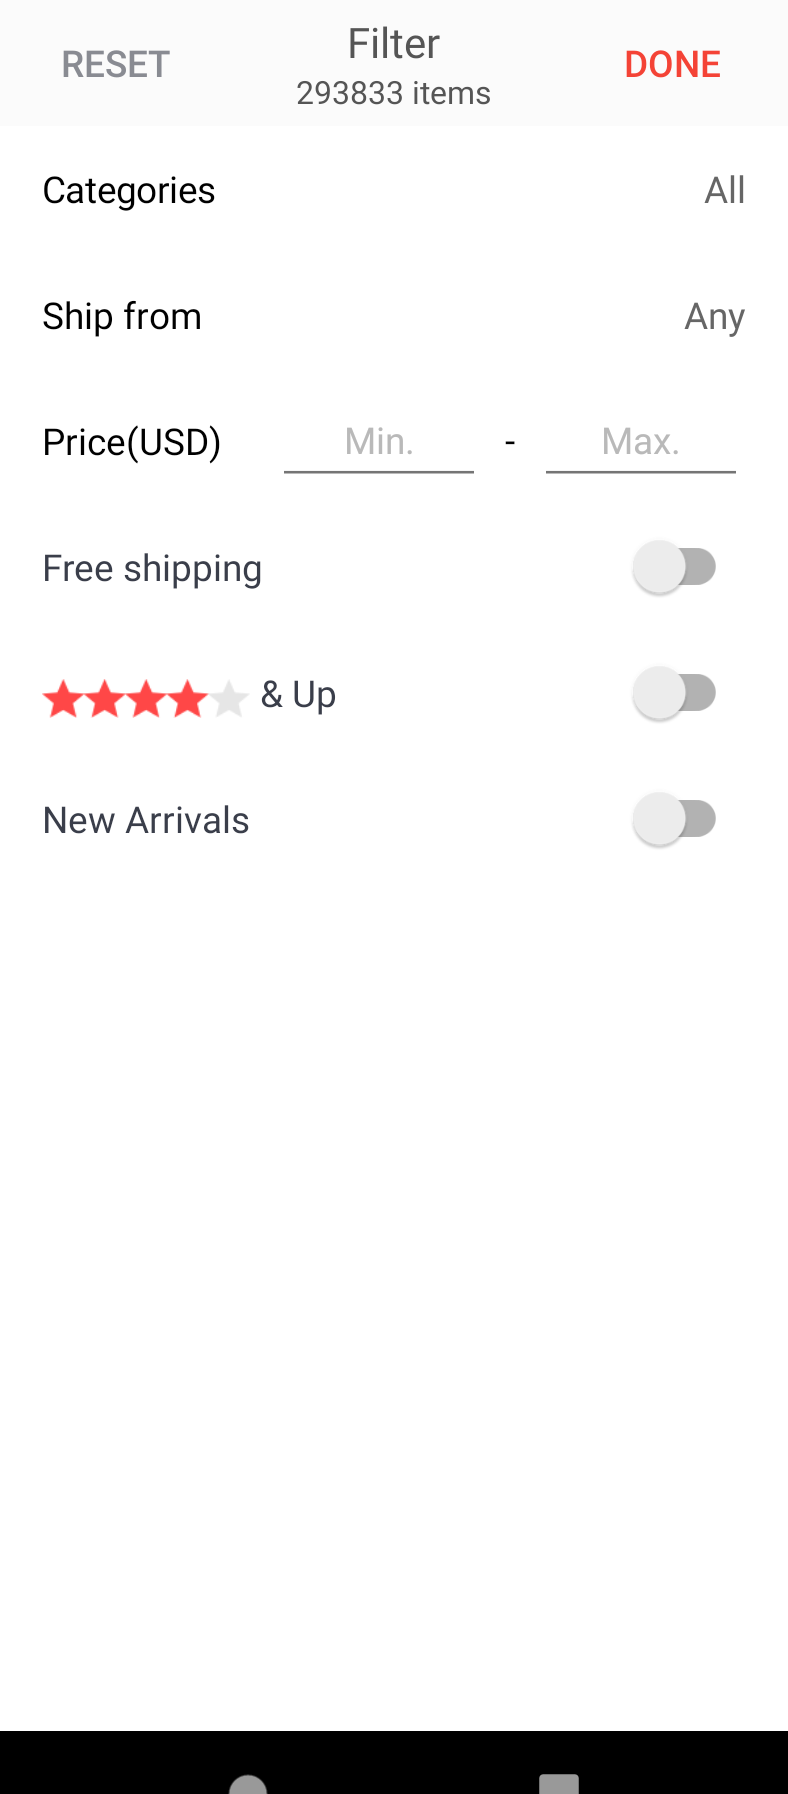 RESET
Filter
DONE
293833 items
Categories
All
Ship from
Any
Price(USD)
Min.
-
Max.
Free shipping
& Up
New Arrivals